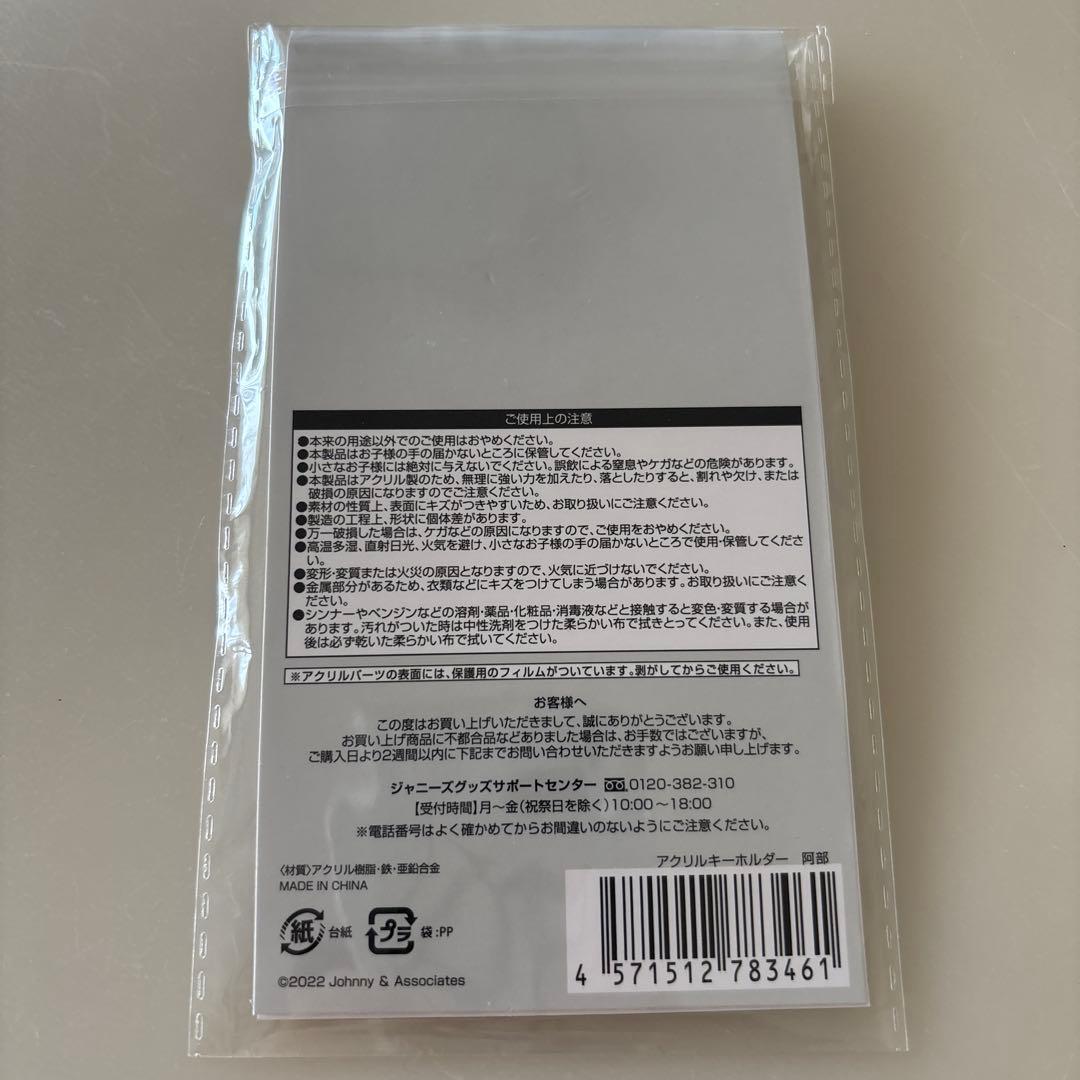 ご使用上の注意
●本来の用途以外でのご使用はおやめください。
●本製品はお子様の手の届かないところに保管してください。
●小さなお子様には絶対に与えないでください。誤飲による窒息やケガなどの危険があります。
●本製品はアクリル製のため、無理に強い力を加えたり、落としたりすると、割れや欠け、または
破損の原因になりますのでご注意ください。
●素材の性質上、表面にキズがつきやすいため、お取り扱いにご注意ください。
●製造の工程上、形状に個体差があります。
●万一破損した場合は、ケガなどの原因になりますので、ご使用をおやめください。
●高温多湿、直射日光、火気を避け、小さなお子様の手の届かないところで使用・保管してくださ
い。
●変形・変質または火災の原因となりますので、火気に近づけないでください。
●金属部分があるため、衣類などにキズをつけてしまう場合があります。お取り扱いにご注意く
ださい。
●シンナーやベンジンなどの溶剤・薬品・化粧品・消毒液などと接触すると変色・変質する場合が
あります。汚れがついた時は中性洗剤をつけた柔らかい布で拭きとってください。また、使用
後は必ず乾いた柔らかい布で拭いてください。
※アクリルパーツの表面には、保護用のフィルムがついています。剥がしてからご使用ください。
お客様へ
この度はお買い上げいただきまして、誠にありがとうございます。
お買い上げ商品に不都合品などありました場合は、お手数ではございますが、
ご購入日より2週間以内に下記までお問い合わせいただきますようお願い申し上げます。
ジャニーズグッズサポートセンター 0120-382-310
【受付時間】月〜金(祝祭日を除く)10:00〜18:00
※電話番号はよく確かめてからお間違いのないようにご注意ください。
アクリルキーホルダー 阿部
〈材質〉アクリル樹脂・鉄・亜鉛合金
MADE IN CHINA
紙 台紙 プラ 袋:PP
4 571512 783461
©2022 Johnny & Associates